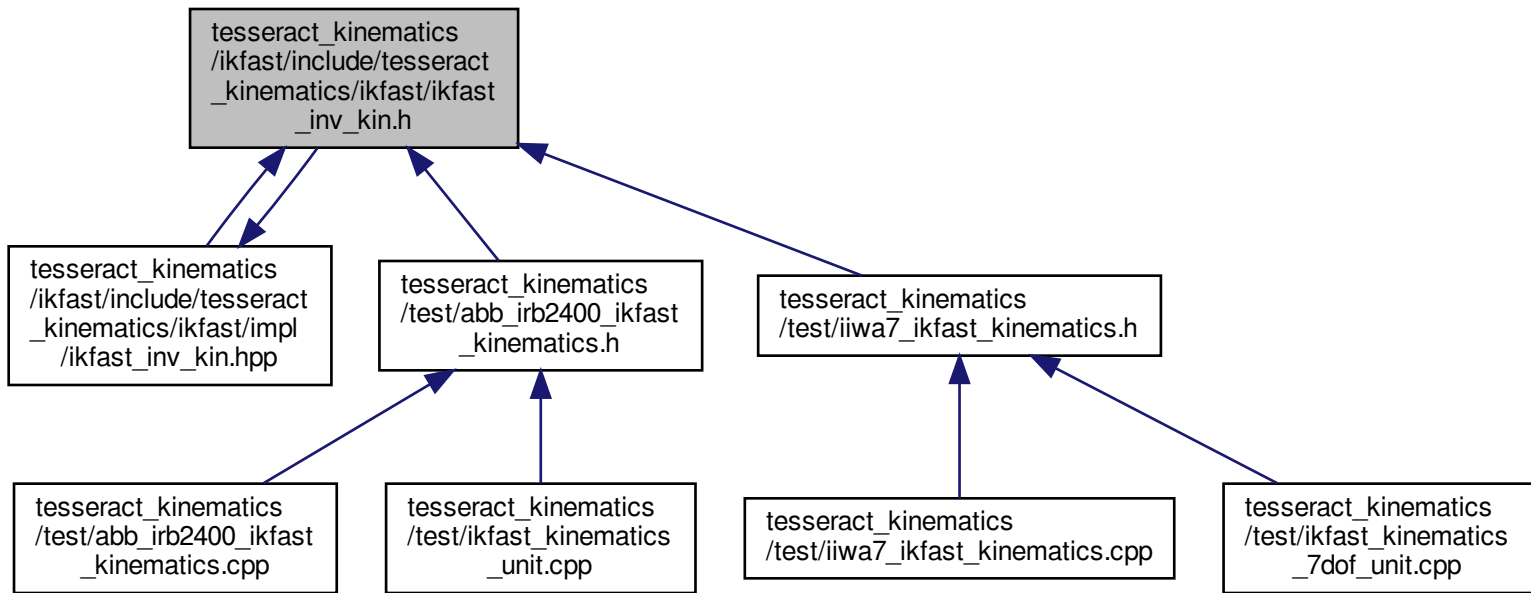 tesseract_kinematics
/ikfast/include/tesseract
_kinematics/ikfast/ikfast
_inv_kin.h
tesseract_kinematics
/ikfast/include/tesseract
_kinematics/ikfast/impl
/ikfast_inv_kin.hpp
tesseract_kinematics
/test/abb_irb2400_ikfast
_kinematics.h
tesseract_kinematics
/test/iiwa7_ikfast_kinematics.h
tesseract_kinematics
/test/abb_irb2400_ikfast
_kinematics.cpp
tesseract_kinematics
/test/ikfast_kinematics
_unit.cpp
tesseract_kinematics
/test/iiwa7_ikfast_kinematics.cpp
tesseract_kinematics
/test/ikfast_kinematics
_7dof_unit.cpp